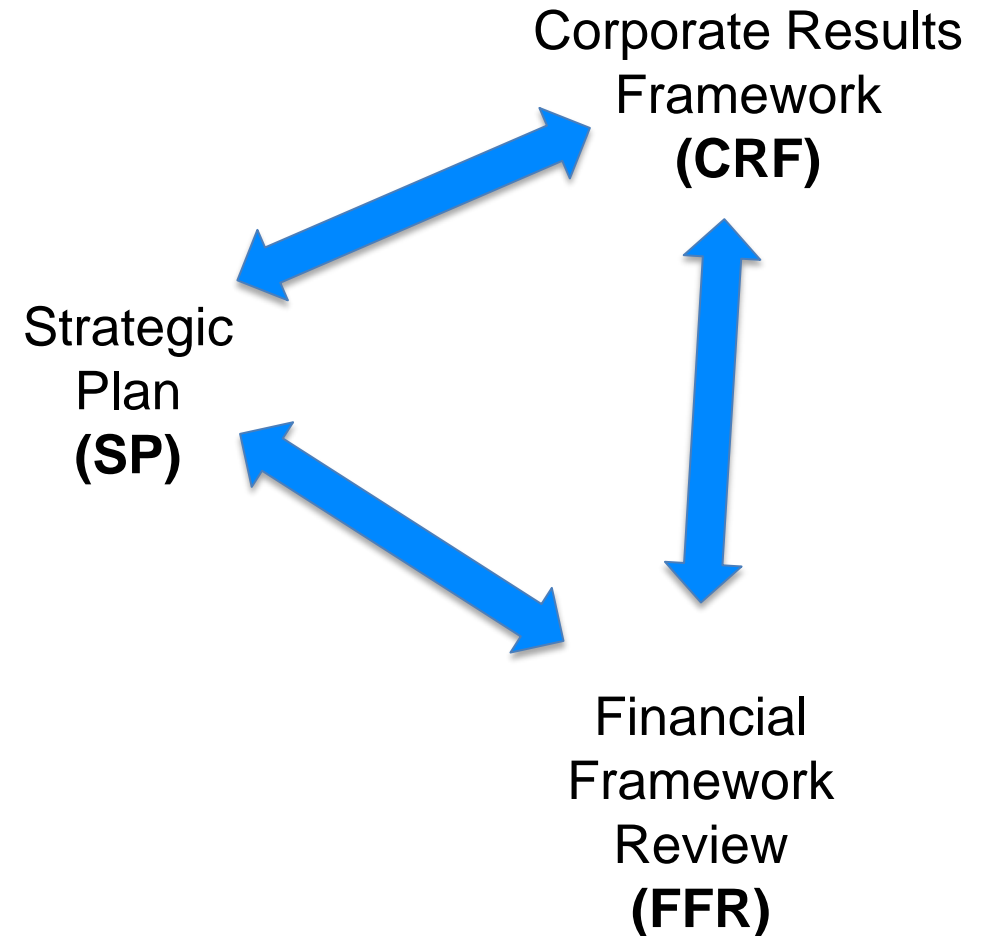 Corporate Results
Framework
(CRF)
Strategic
Plan
(SP)
Financial
Framework
Review
(FFR)